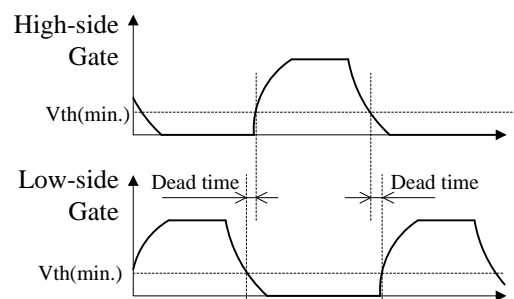 High-side
Gate
Vth(min.)
Low-side
Gate
Dead time
Dead time
Vth(min.)